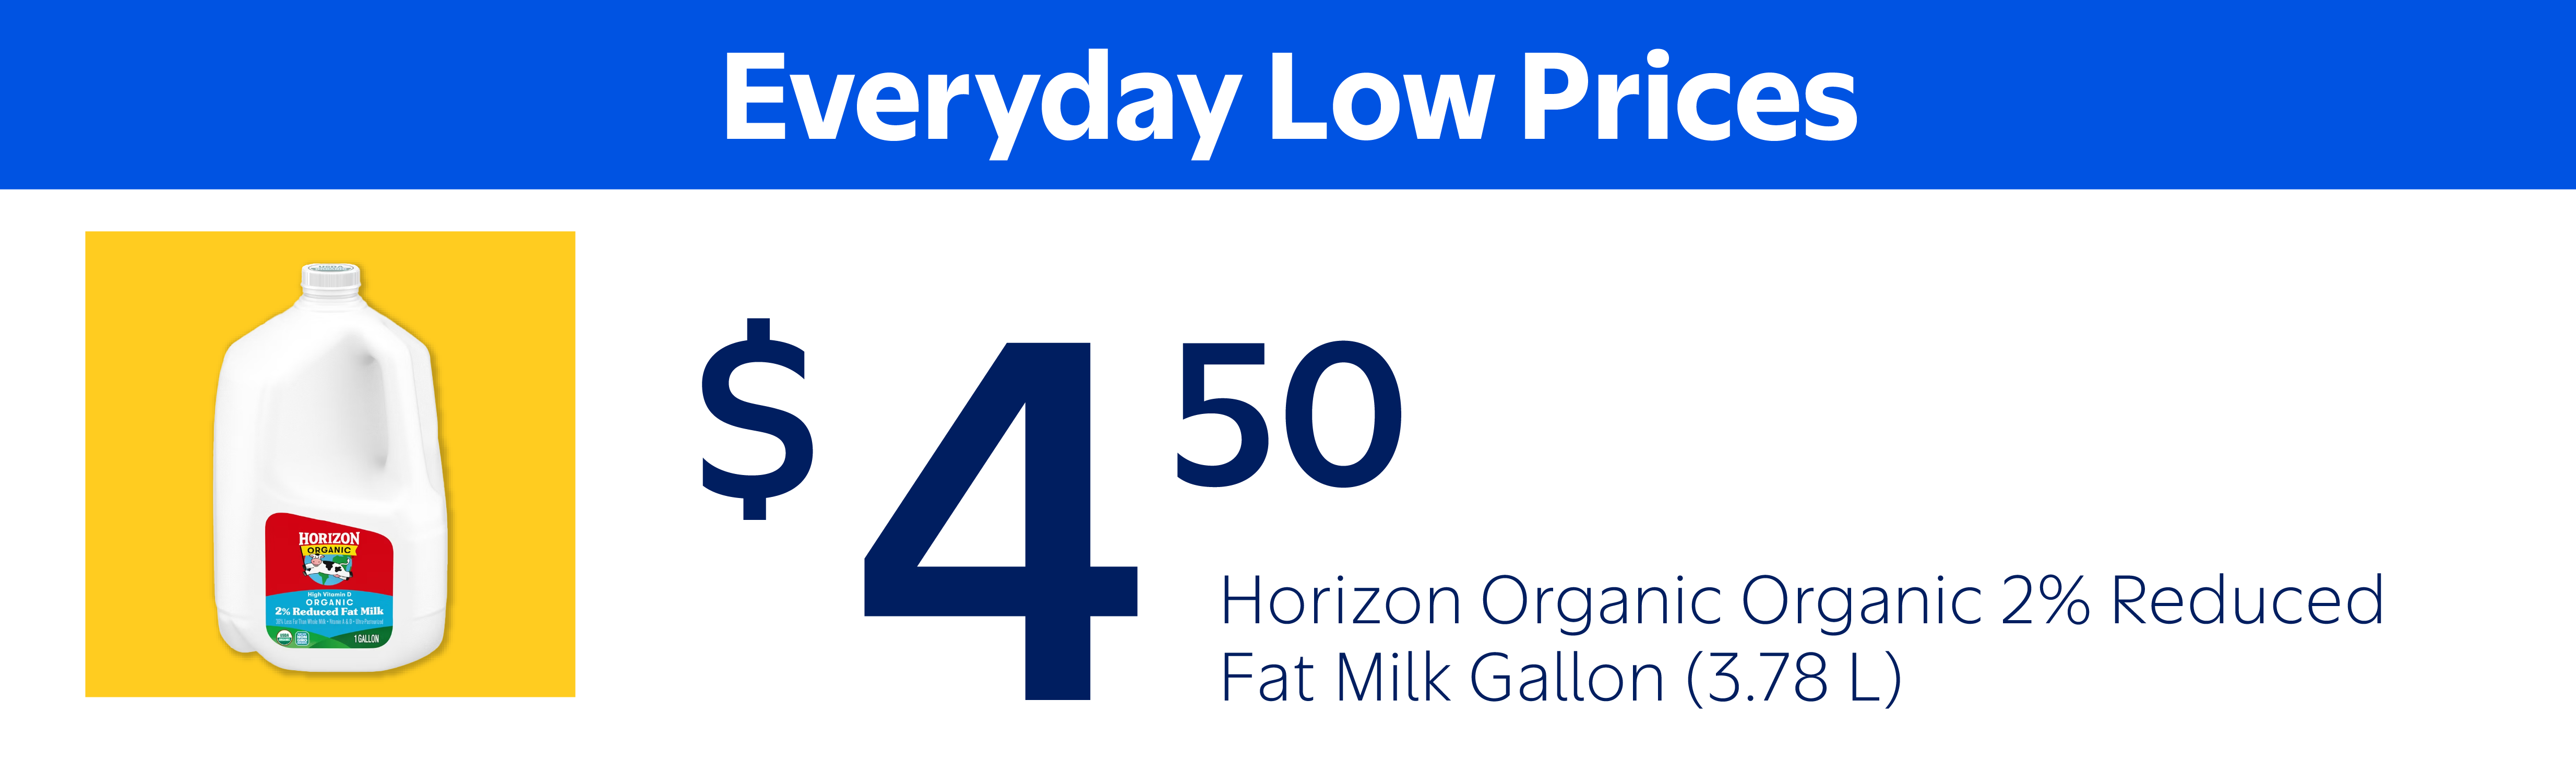 Everyday Low Prices
$4 50
Horizon Organic Organic 2% Reduced
Fat Milk Gallon (3.78 L)
HORIZON
ORGANIC
High Vitamin D
ORGANIC
2% Reduced Fat Milk
1 GALLON